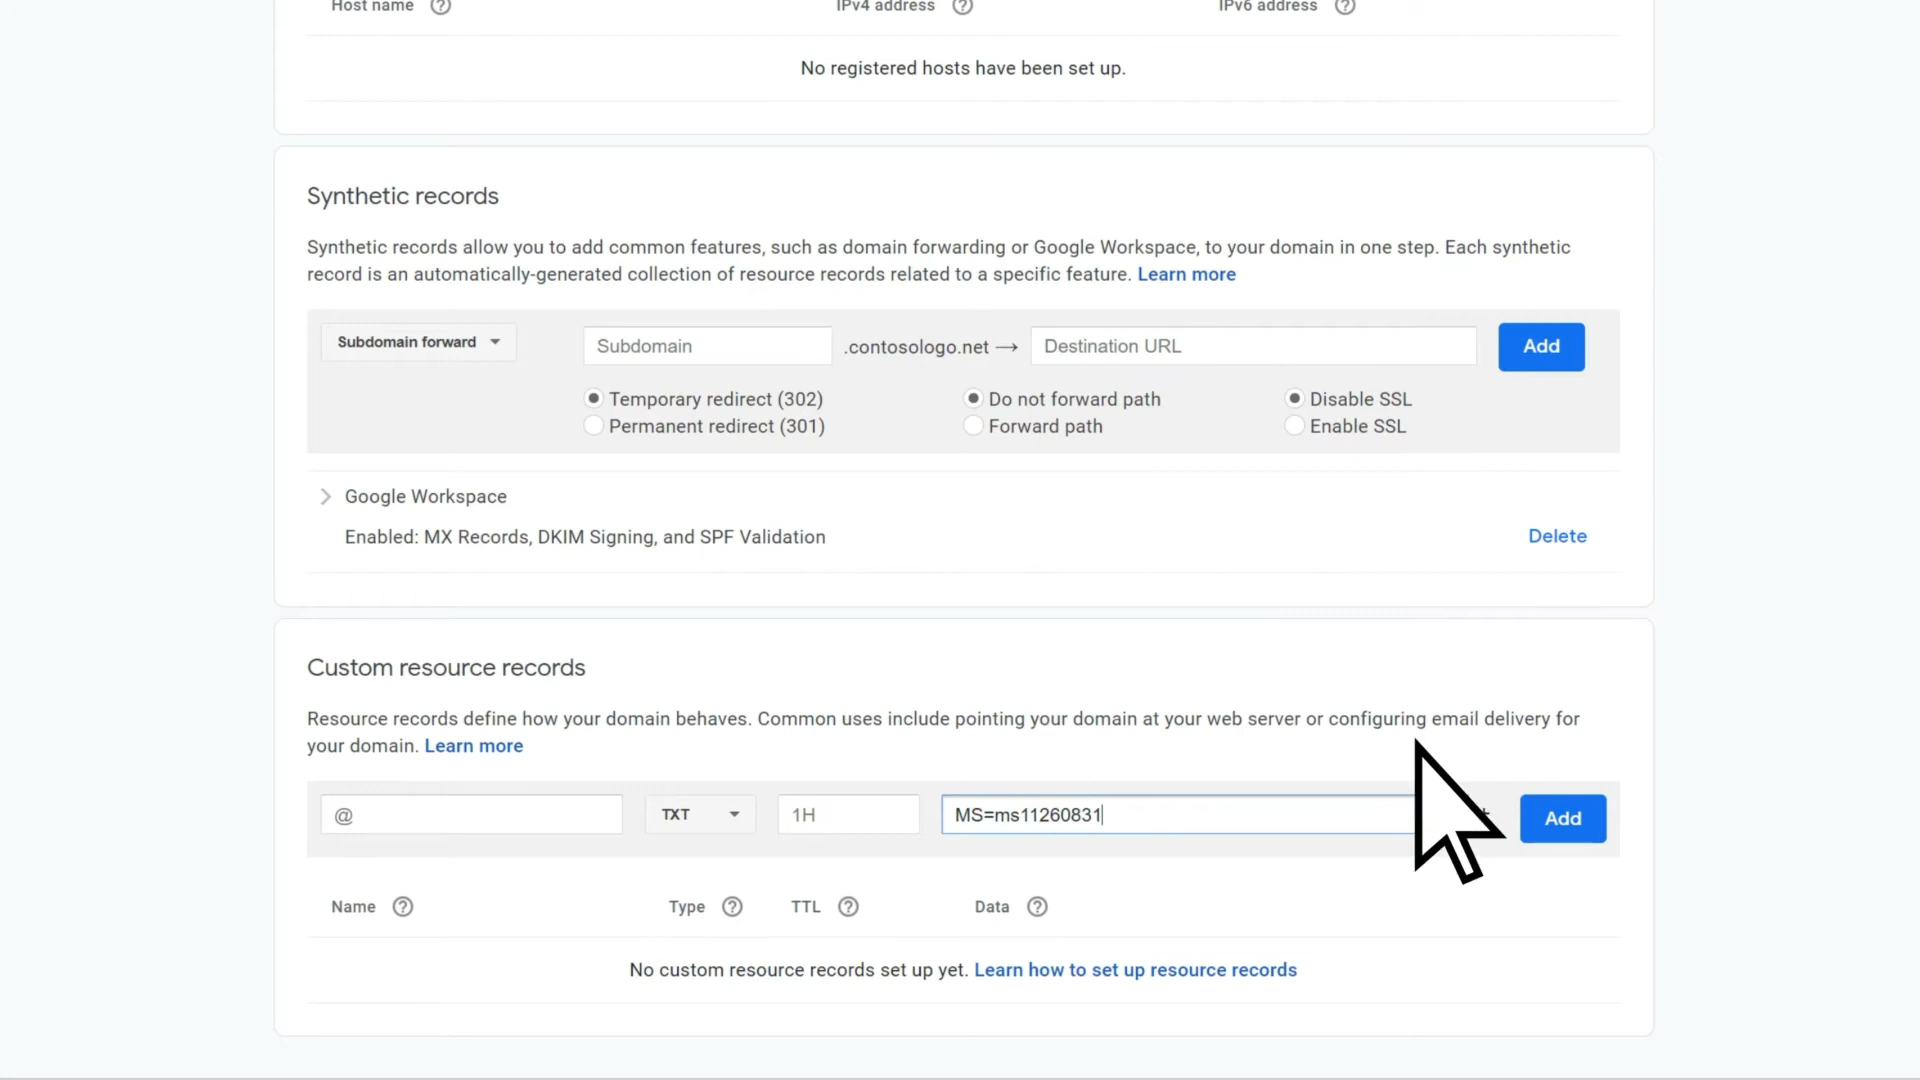 Host name
IPv4 address
IPv6 address
No registered hosts have been set up.
Synthetic records
Synthetic records allow you to add common features, such as domain forwarding or Google Workspace, to your domain in one step. Each synthetic
record is an automatically-generated collection of resource records related to a specific feature. Learn more
Subdomain forward
Subdomain
.contosologo.net →
Destination URL
Add
Temporary redirect (302)
Do not forward path
Disable SSL
Permanent redirect (301)
Forward path
Enable SSL
Google Workspace
Enabled: MX Records, DKIM Signing, and SPF Validation
Delete
Custom resource records
Resource records define how your domain behaves. Common uses include pointing your domain at your web server or configuring email delivery for
your domain. Learn more
@
TXT
1H
MS=ms11260831
Add
Name
Type
TTL
Data
No custom resource records set up yet. Learn how to set up resource records